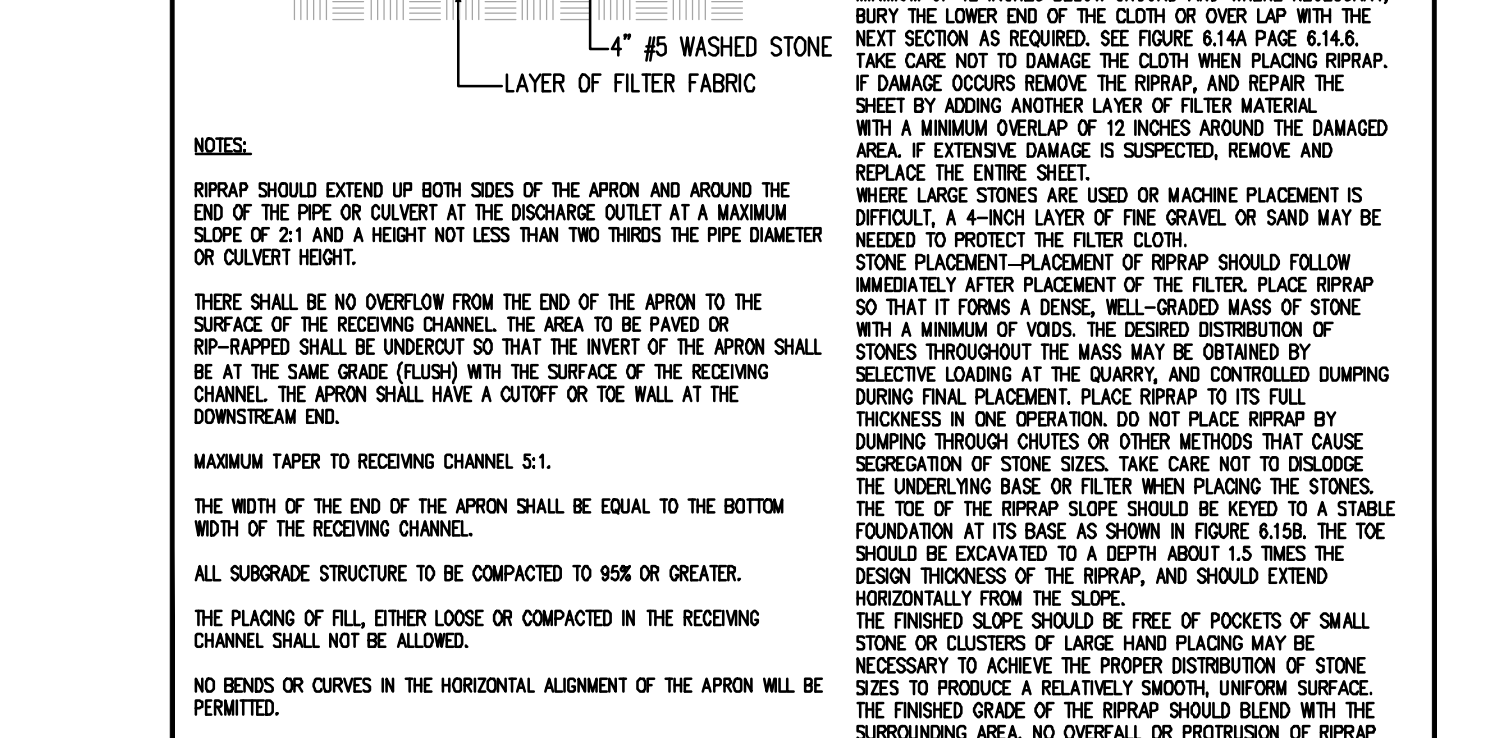 4" #5 WASHED STONE
LAYER OF FILTER FABRIC
NOTES:
RIPRAP SHOULD EXTEND UP BOTH SIDES OF THE APRON AND AROUND THE
END OF THE PIPE OR CULVERT AT THE DISCHARGE OUTLET AT A MAXIMUM
SLOPE OF 2:1 AND A HEIGHT NOT LESS THAN TWO THIRDS THE PIPE DIAMETER
OR CULVERT HEIGHT.
THERE SHALL BE NO OVERFLOW FROM THE END OF THE APRON TO THE
SURFACE OF THE RECEIVING CHANNEL. THE AREA TO BE PAVED OR
RIP-RAPPED SHALL BE UNDERCUT SO THAT THE INVERT OF THE APRON SHALL
BE AT THE SAME GRADE (FLUSH) WITH THE SURFACE OF THE RECEIVING
CHANNEL. THE APRON SHALL HAVE A CUTOFF OR TOE WALL AT THE
DOWNSTREAM END.
MAXIMUM TAPER TO RECEIVING CHANNEL 5:1.
THE WIDTH OF THE END OF THE APRON SHALL BE EQUAL TO THE BOTTOM
WIDTH OF THE RECEIVING CHANNEL.
ALL SUBGRADE STRUCTURE TO BE COMPACTED TO 95% OR GREATER.
THE PLACING OF FILL, EITHER LOOSE OR COMPACTED IN THE RECEIVING
CHANNEL SHALL NOT BE ALLOWED.
NO BENDS OR CURVES IN THE HORIZONTAL ALIGNMENT OF THE APRON WILL BE
PERMITTED.
BURY THE LOWER END OF THE CLOTH OR OVER LAP WITH THE
NEXT SECTION AS REQUIRED. SEE FIGURE 6.14A PAGE 6.14.6.
TAKE CARE NOT TO DAMAGE THE CLOTH WHEN PLACING RIPRAP.
IF DAMAGE OCCURS REMOVE THE RIPRAP, AND REPAIR THE
SHEET BY ADDING ANOTHER LAYER OF FILTER MATERIAL
WITH A MINIMUM OVERLAP OF 12 INCHES AROUND THE DAMAGED
AREA. IF EXTENSIVE DAMAGE IS SUSPECTED, REMOVE AND
REPLACE THE ENTIRE SHEET.
WHERE LARGE STONES ARE USED OR MACHINE PLACEMENT IS
DIFFICULT, A 4-INCH LAYER OF FINE GRAVEL OR SAND MAY BE
NEEDED TO PROTECT THE FILTER CLOTH.
STONE PLACEMENT—PLACEMENT OF RIPRAP SHOULD FOLLOW
IMMEDIATELY AFTER PLACEMENT OF THE FILTER. PLACE RIPRAP
SO THAT IT FORMS A DENSE, WELL-GRADED MASS OF STONE
WITH A MINIMUM OF VOIDS. THE DESIRED DISTRIBUTION OF
STONES THROUGHOUT THE MASS MAY BE OBTAINED BY
SELECTIVE LOADING AT THE QUARRY, AND CONTROLLED DUMPING
DURING FINAL PLACEMENT. PLACE RIPRAP TO ITS FULL
THICKNESS IN ONE OPERATION. DO NOT PLACE RIPRAP BY
DUMPING THROUGH CHUTES OR OTHER METHODS THAT CAUSE
SEGREGATION OF STONE SIZES. TAKE CARE NOT TO DISLODGE
THE UNDERLYING BASE OR FILTER WHEN PLACING THE STONES.
THE TOE OF THE RIPRAP SLOPE SHOULD BE KEYED TO A STABLE
FOUNDATION AT ITS BASE AS SHOWN IN FIGURE 6.15B. THE TOE
SHOULD BE EXCAVATED TO A DEPTH ABOUT 1.5 TIMES THE
DESIGN THICKNESS OF THE RIPRAP, AND SHOULD EXTEND
HORIZONTALLY FROM THE SLOPE.
THE FINISHED SLOPE SHOULD BE FREE OF POCKETS OF SMALL
STONE OR CLUSTERS OF LARGE HAND PLACING MAY BE
NECESSARY TO ACHIEVE THE PROPER DISTRIBUTION OF STONE
SIZES TO PRODUCE A RELATIVELY SMOOTH, UNIFORM SURFACE.
THE FINISHED GRADE OF THE RIPRAP SHOULD BLEND WITH THE
SURROUNDING AREA. NO OVERFALL OR PROTRUSION OF RIPRAP